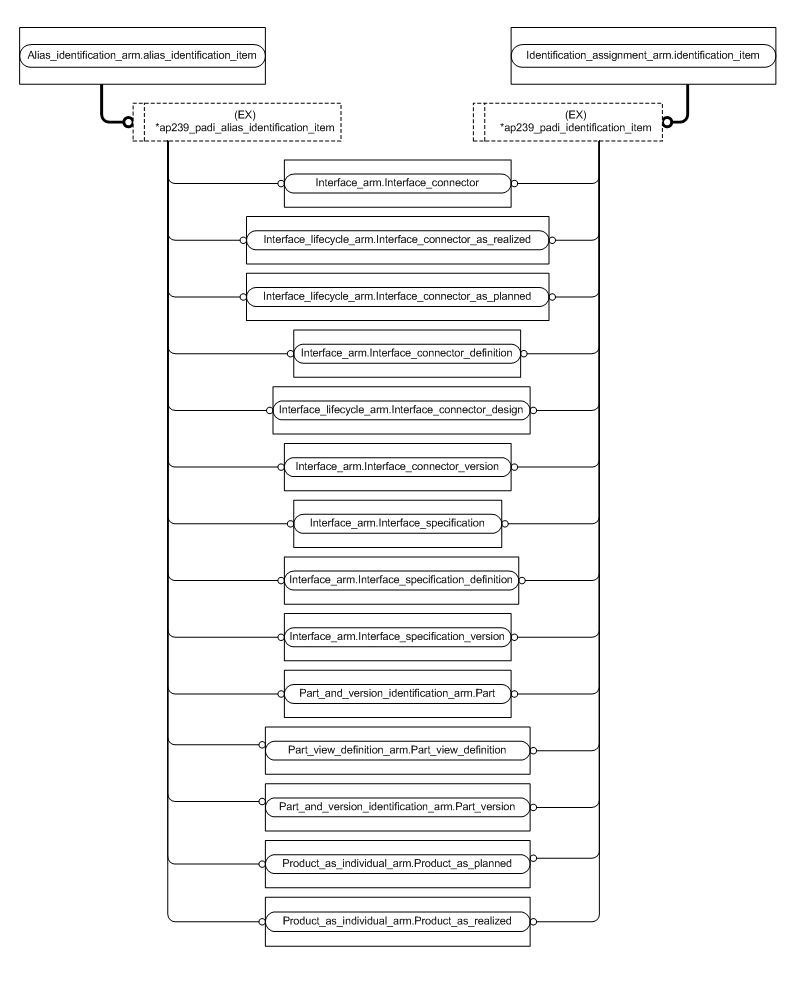 Alias_identification_arm.alias_identification_item
Identification_assignment_arm.identification_item
(EX)
*ap239_padi_alias_identification_item
(EX)
*ap239_padi_identification_item
Interface_arm.Interface_connector
Interface_lifecycle_arm.Interface_connector_as_realized
Interface_lifecycle_arm.Interface_connector_as_planned
Interface_arm.Interface_connector_definition
Interface_lifecycle_arm.Interface_connector_design
Interface_arm.Interface_connector_version
Interface_arm.Interface_specification
Interface_arm.Interface_specification_definition
Interface_arm.Interface_specification_version
Part_and_version_identification_arm.Part
Part_view_definition_arm.Part_view_definition
Part_and_version_identification_arm.Part_version
Product_as_individual_arm.Product_as_planned
Product_as_individual_arm.Product_as_realized